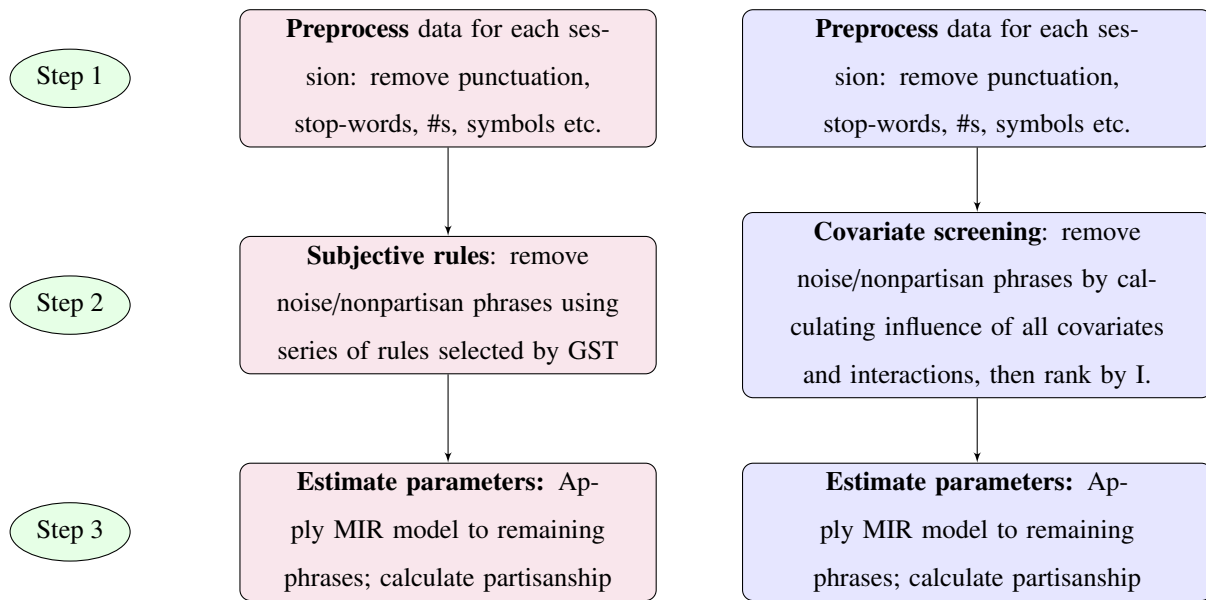 Step 1
Preprocess data for each ses-
sion: remove punctuation,
stop-words, #s, symbols etc.
Preprocess data for each ses-
sion: remove punctuation,
stop-words, #s, symbols etc.
Step 2
Subjective rules: remove
noise/nonpartisan phrases using
series of rules selected by GST
Covariate screening: remove
noise/nonpartisan phrases by cal-
culating influence of all covariates
and interactions, then rank by I.
Step 3
Estimate parameters: Ap-
ply MIR model to remaining
phrases; calculate partisanship
Estimate parameters: Ap-
ply MIR model to remaining
phrases; calculate partisanship